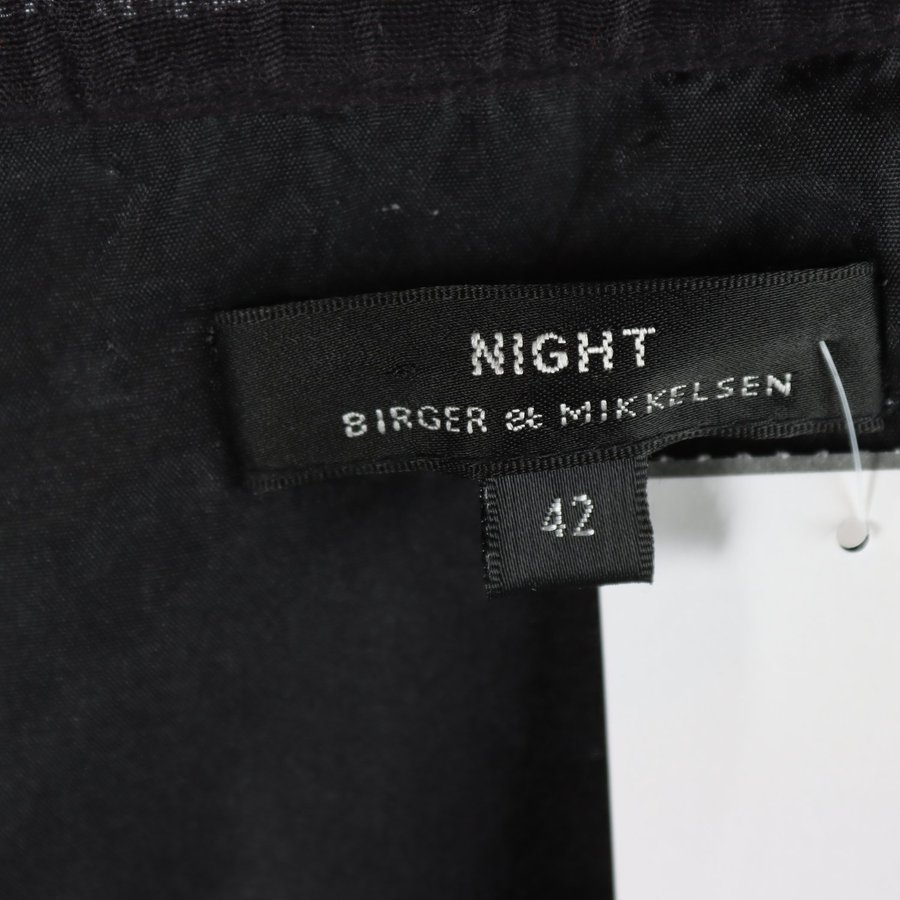 NIGHT
BIRGER et MIKKELSEN
42